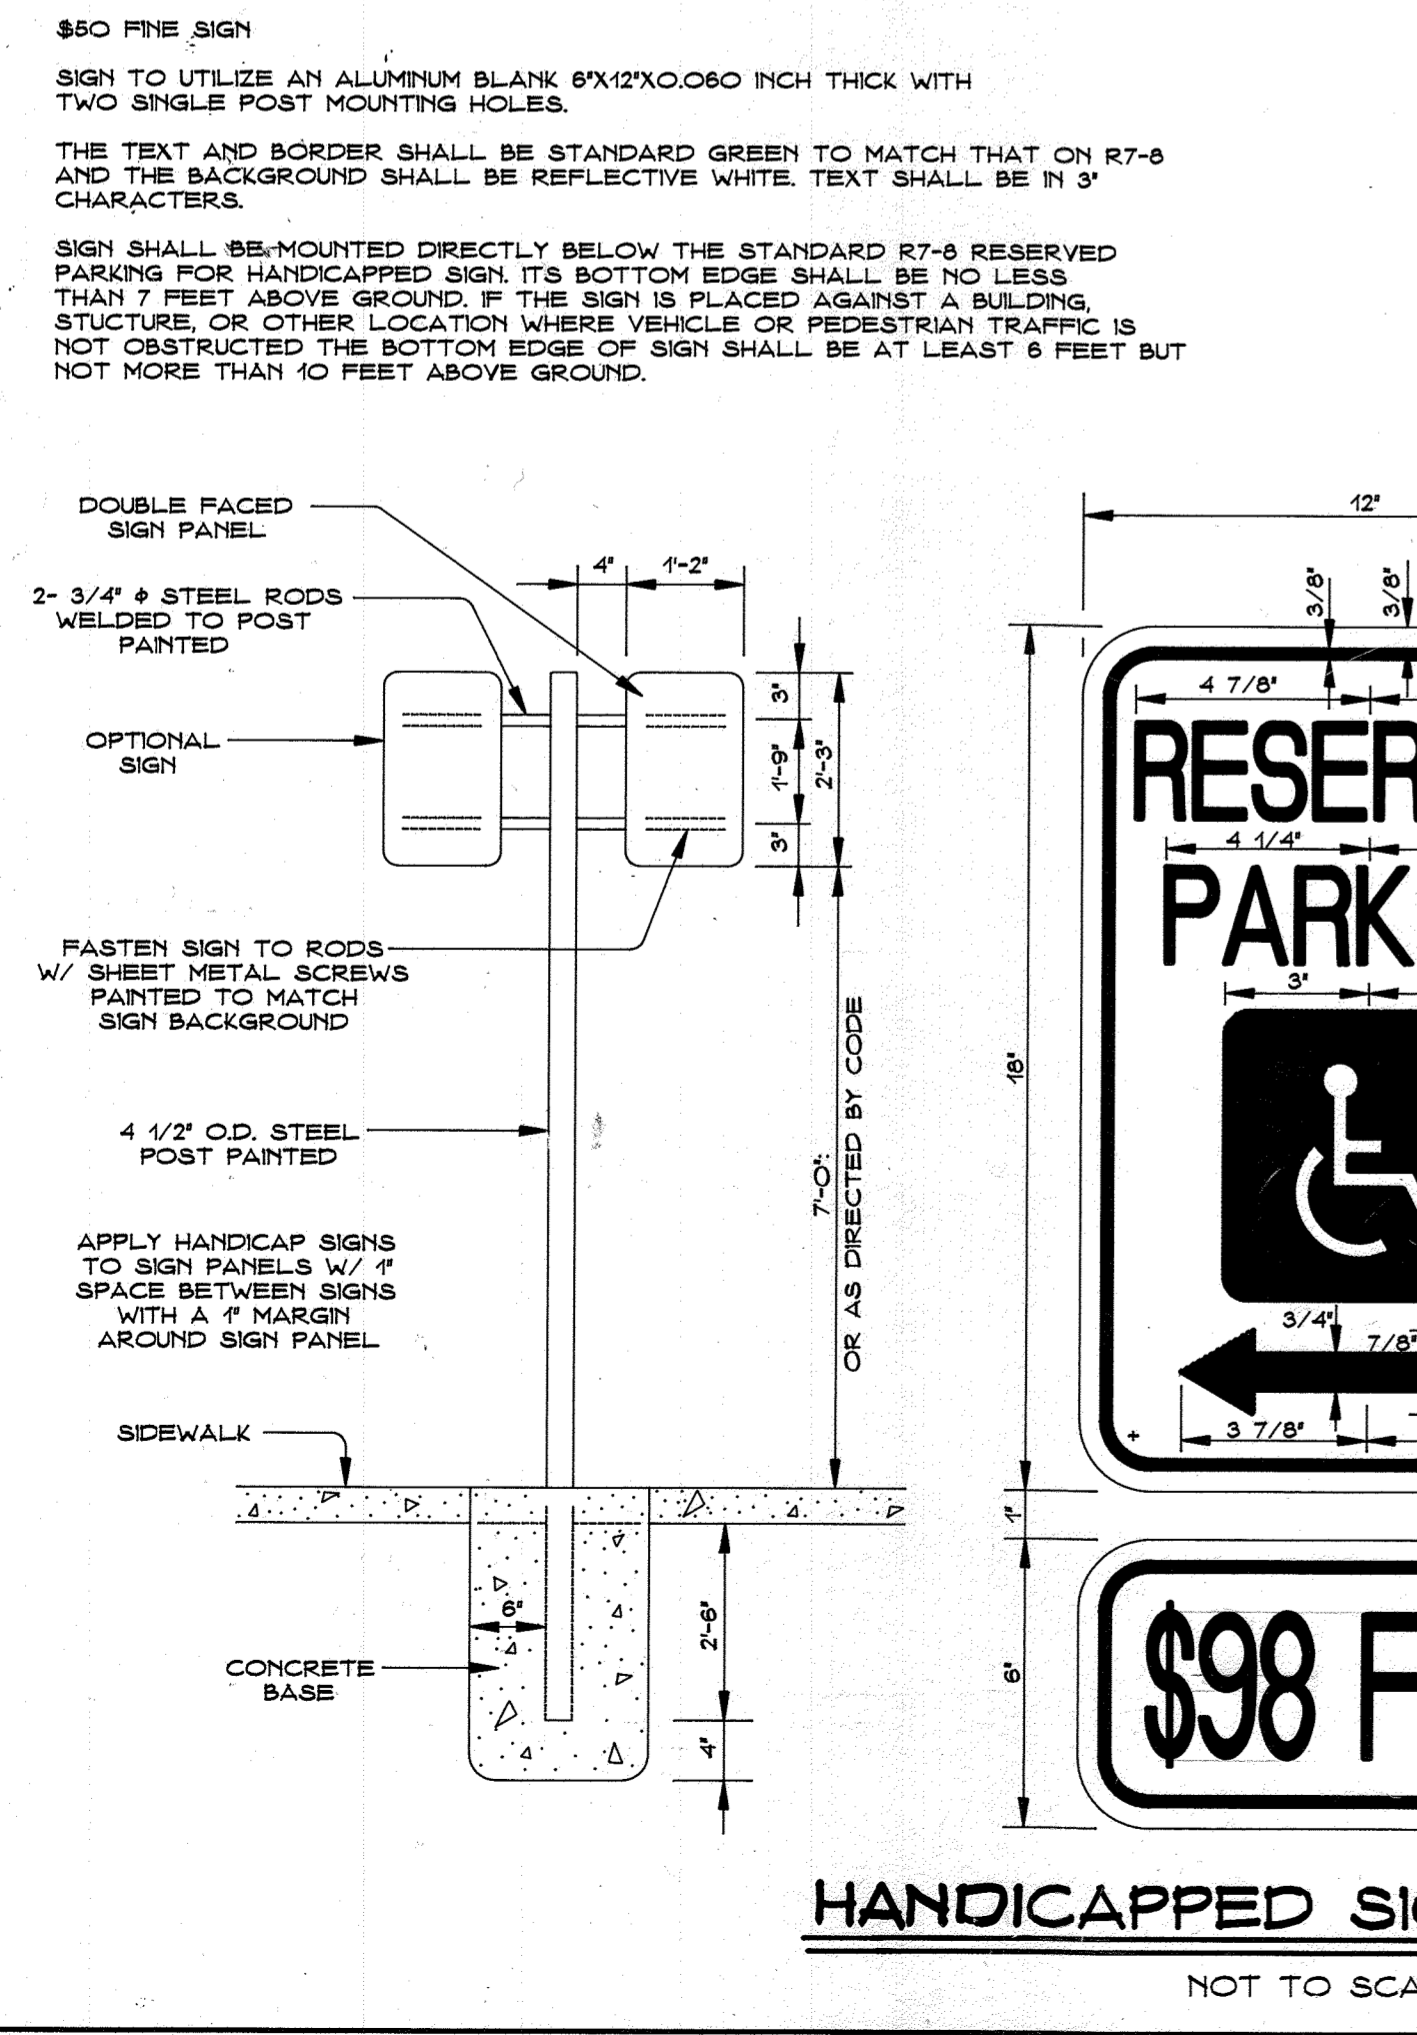 $50 FINE SIGN
SIGN TO UTILIZE AN ALUMINUM BLANK 6"X12"X0.060 INCH THICK WITH
TWO SINGLE POST MOUNTING HOLES.
THE TEXT AND BORDER SHALL BE STANDARD GREEN TO MATCH THAT ON R7-8
AND THE BACKGROUND SHALL BE REFLECTIVE WHITE. TEXT SHALL BE IN 3"
CHARACTERS.
SIGN SHALL BE MOUNTED DIRECTLY BELOW THE STANDARD R7-8 RESERVED
PARKING FOR HANDICAPPED SIGN. ITS BOTTOM EDGE SHALL BE NO LESS
THAN 7 FEET ABOVE GROUND. IF THE SIGN IS PLACED AGAINST A BUILDING,
STUCTURE, OR OTHER LOCATION WHERE VEHICLE OR PEDESTRIAN TRAFFIC IS
NOT OBSTRUCTED THE BOTTOM EDGE OF SIGN SHALL BE AT LEAST 6 FEET BUT
NOT MORE THAN 10 FEET ABOVE GROUND.
DOUBLE FACED
SIGN PANEL
2- 3/4" ϕ STEEL RODS
WELDED TO POST
PAINTED
OPTIONAL
SIGN
FASTEN SIGN TO RODS
W/ SHEET METAL SCREWS
PAINTED TO MATCH
SIGN BACKGROUND
4 1/2" O.D. STEEL
POST PAINTED
APPLY HANDICAP SIGNS
TO SIGN PANELS W/ 1"
SPACE BETWEEN SIGNS
WITH A 1" MARGIN
AROUND SIGN PANEL
SIDEWALK
CONCRETE
BASE
4"
1'-2"
3"
1'-9"
3"
2'-3"
7'-0"
OR AS DIRECTED BY CODE
6"
2'-6"
4"
12"
3/8"
3/8"
4 7/8"
RESER
4 1/4"
PARK
3"
18"
3/4"
7/8"
3 7/8"
1"
6"
$98 F
HANDICAPPED SI
NOT TO SCA